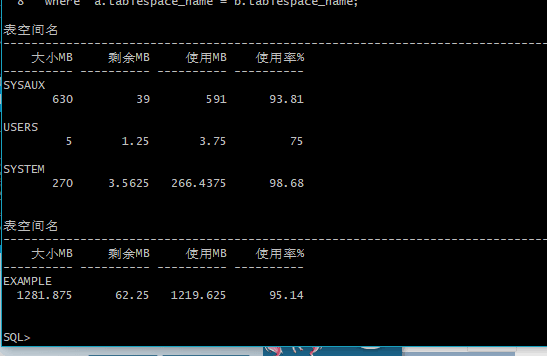 8 where a.tablespace_name = b.tablespace_name;
表空间名
--------------------------------------------------------------------------------
大小MB 剩余MB 使用MB 使用率%
---------- ---------- ---------- ----------
SYSAUX
630 39 591 93.81
USERS
5 1.25 3.75 75
SYSTEM
270 3.5625 266.4375 98.68
表空间名
--------------------------------------------------------------------------------
大小MB 剩余MB 使用MB 使用率%
---------- ---------- ---------- ----------
EXAMPLE
1281.875 62.25 1219.625 95.14
SQL>